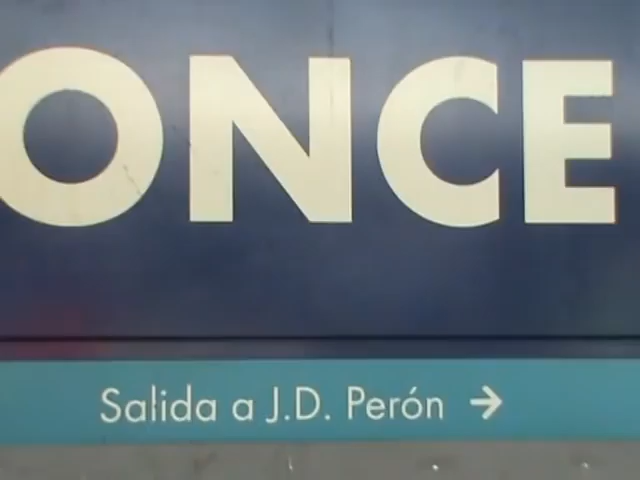 ONCE
Salida a J.D. Perón →